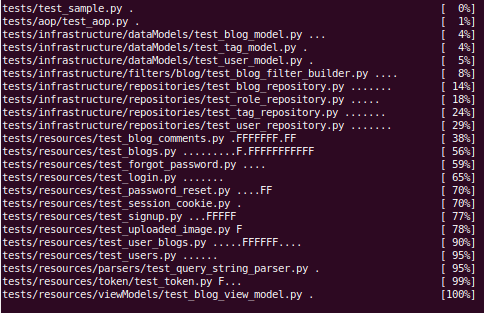 tests/test_sample.py . [  0%]
tests/aop/test_aop.py . [  1%]
tests/infrastructure/dataModels/test_blog_model.py ... [  4%]
tests/infrastructure/dataModels/test_tag_model.py . [  4%]
tests/infrastructure/dataModels/test_user_model.py . [  5%]
tests/infrastructure/filters/blog/test_blog_filter_builder.py .... [  8%]
tests/infrastructure/repositories/test_blog_repository.py ....... [ 14%]
tests/infrastructure/repositories/test_role_repository.py ..... [ 18%]
tests/infrastructure/repositories/test_tag_repository.py ....... [ 24%]
tests/infrastructure/repositories/test_user_repository.py ....... [ 29%]
tests/resources/test_blog_comments.py .FFFFFFF.FF [ 38%]
tests/resources/test_blogs.py .........F.FFFFFFFFFFF [ 56%]
tests/resources/test_forgot_password.py .... [ 59%]
tests/resources/test_login.py ....... [ 65%]
tests/resources/test_password_reset.py ....FF [ 70%]
tests/resources/test_session_cookie.py . [ 70%]
tests/resources/test_signup.py ...FFFFF [ 77%]
tests/resources/test_uploaded_image.py F [ 78%]
tests/resources/test_user_blogs.py .....FFFFFF.... [ 90%]
tests/resources/test_users.py ...... [ 95%]
tests/resources/parsers/test_query_string_parser.py . [ 95%]
tests/resources/token/test_token.py F... [ 99%]
tests/resources/viewModels/test_blog_view_model.py . [100%]